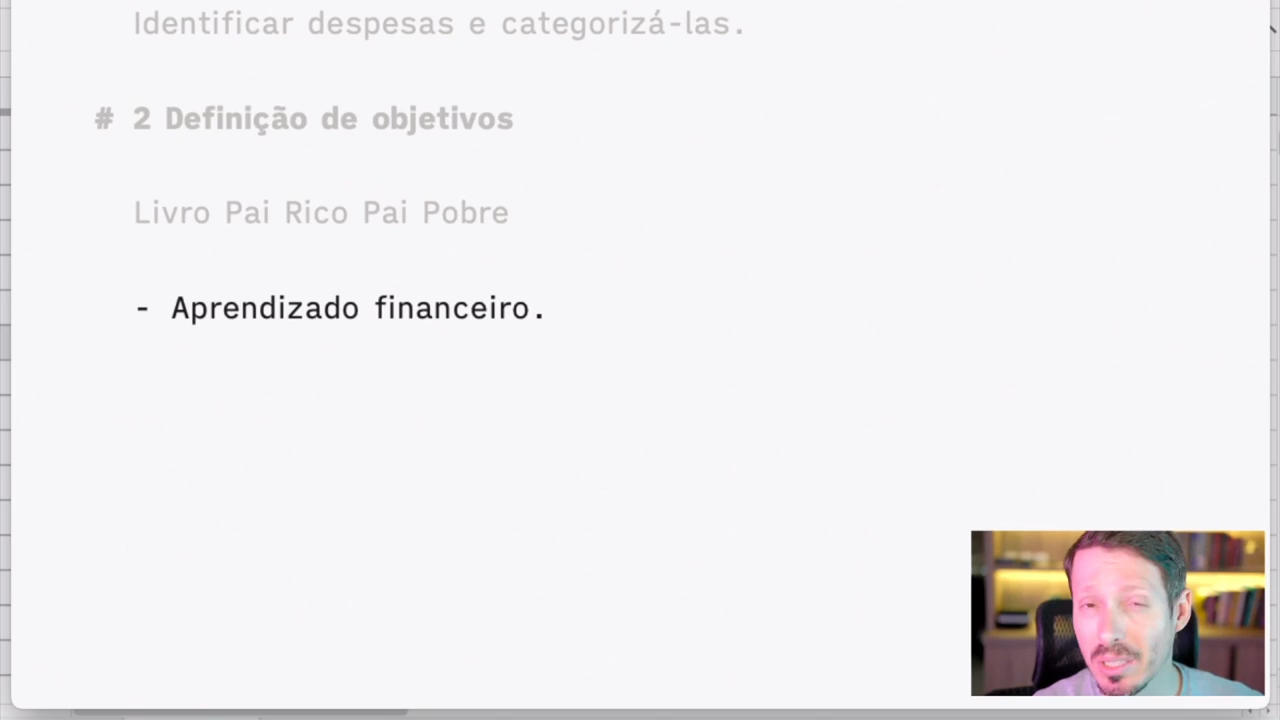 Identificar despesas e categorizá-las.
# 2 Definição de objetivos
Livro Pai Rico Pai Pobre
- Aprendizado financeiro.